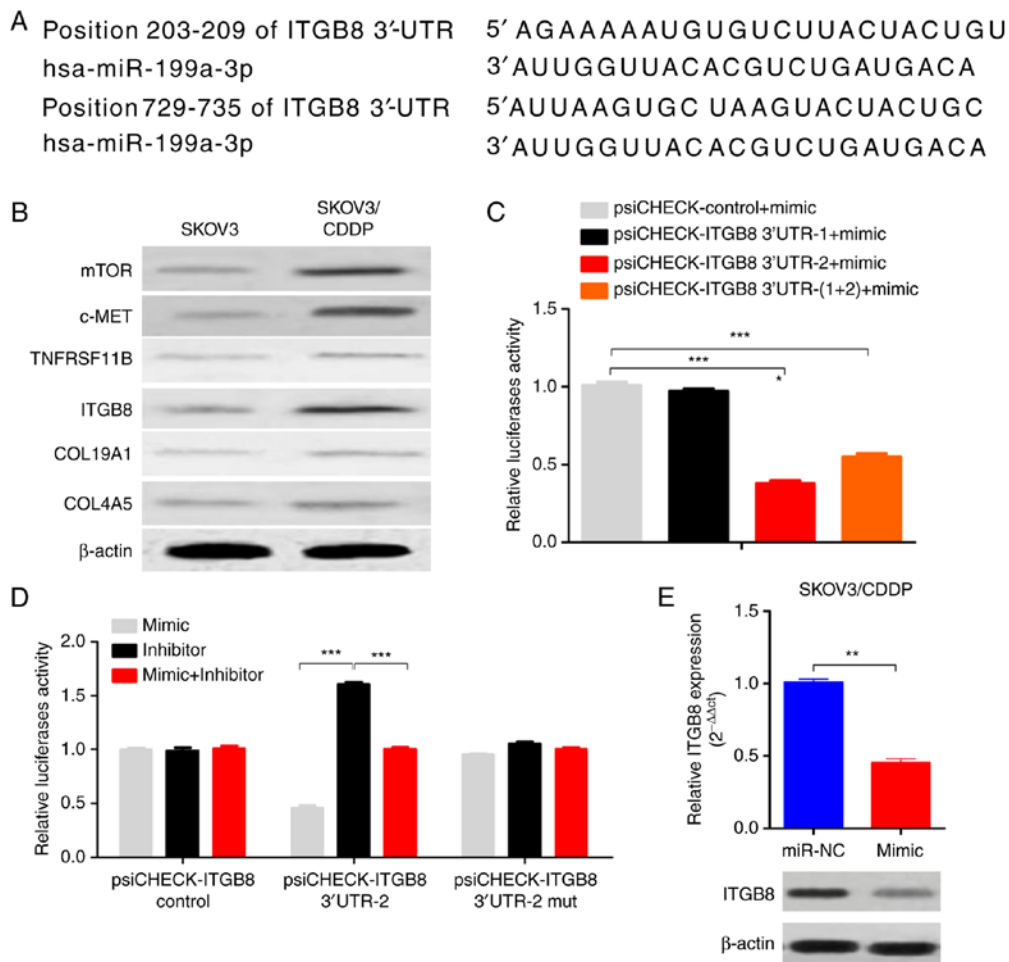 A
Position 203-209 of ITGB8 3′-UTR 5′ AGAAAAAUGUGUCUUACUACUGU
hsa-miR-199a-3p 3′AUUGGUUACACGUCUGAUGACA
Position 729-735 of ITGB8 3′-UTR 5′AUUAAGUGC UAAGUACUACUGC
hsa-miR-199a-3p 3′AUUGGUUACACGUCUGAUGACA
B
SKOV3
SKOV3/
CDDP
mTOR
c-MET
TNFRSF11B
ITGB8
COL19A1
COL4A5
β-actin
C
psiCHECK-control+mimic
psiCHECK-ITGB8 3'UTR-1+mimic
psiCHECK-ITGB8 3'UTR-2+mimic
psiCHECK-ITGB8 3'UTR-(1+2)+mimic
Relative luciferases activity
1.5
1.0
0.5
0.0
***
***
*
D
Mimic
Inhibitor
Mimic+Inhibitor
Relative luciferases activity
2.0
1.5
1.0
0.5
0.0
*** ***
psiCHECK-ITGB8
control
psiCHECK-ITGB8
3′UTR-2
psiCHECK-ITGB8
3′UTR-2 mut
E
SKOV3/CDDP
Relative ITGB8 expression
(2−ΔΔct)
1.5
1.0
0.5
0.0
**
miR-NC Mimic
ITGB8
β-actin